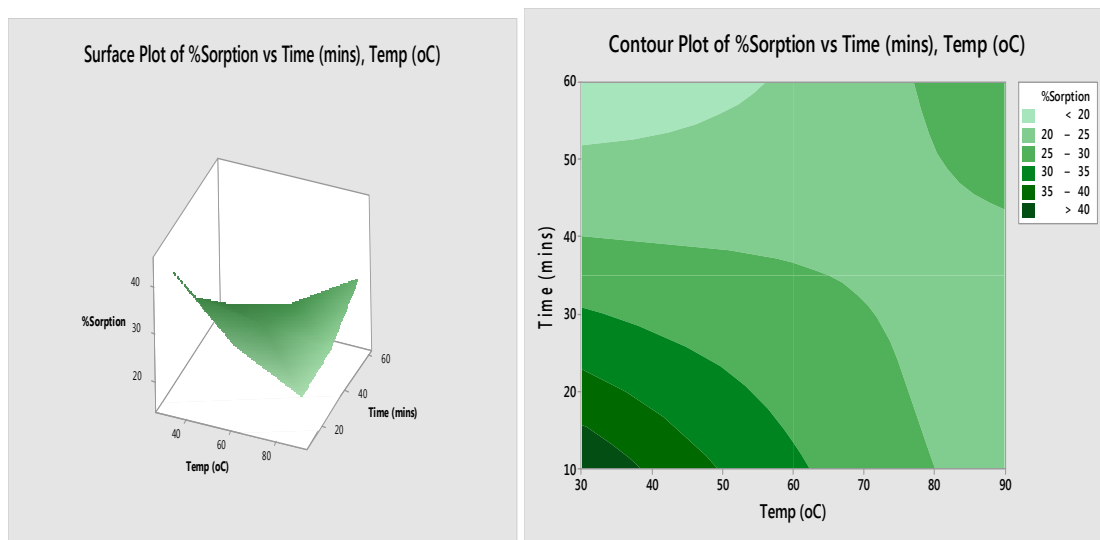 Surface Plot of %Sorption vs Time (mins), Temp (oC)
40
%Sorption
30
20
60
40
Time (mins)
20
40
60
80
Temp (oC)
Contour Plot of %Sorption vs Time (mins), Temp (oC)
60
50
40
30
20
10
Time (mins)
30 40 50 60 70 80 90
Temp (oC)
%Sorption
< 20
20 – 25
25 – 30
30 – 35
35 – 40
> 40